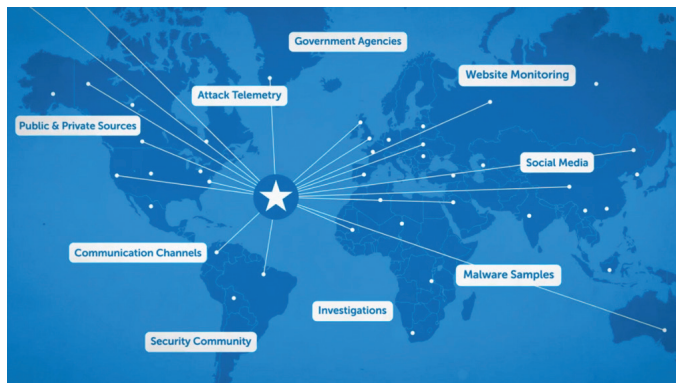 Government Agencies
Website Monitoring
Attack Telemetry
Public & Private Sources
Social Media
Communication Channels
Malware Samples
Investigations
Security Community